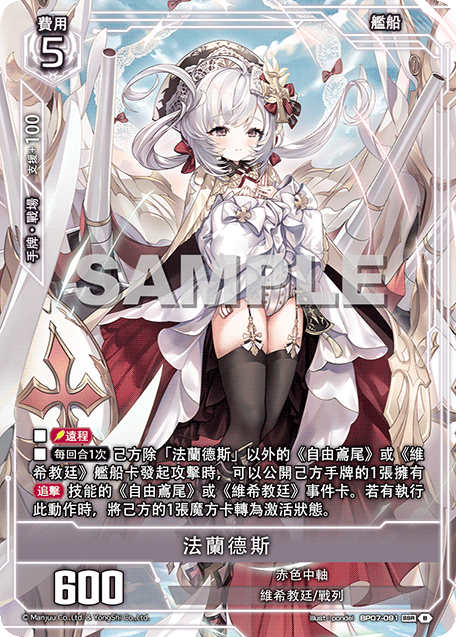 費用
5
艦船
支援+100
手牌・戰場
SAMPLE
遠程
每回合1次 己方除「法蘭德斯」以外的《自由鳶尾》或《維
希教廷》艦船卡發起攻擊時，可以公開己方手牌的1張擁有
追擊 技能的《自由鳶尾》或《維希教廷》事件卡。若有執行
此動作時，將己方的1張魔方卡轉為激活狀態。
法蘭德斯
600
赤色中軸
維希教廷/戰列
© Manjuu Co.,Ltd. & YongShi Co.,Ltd.
illust : pondel BP07-091 SSR B